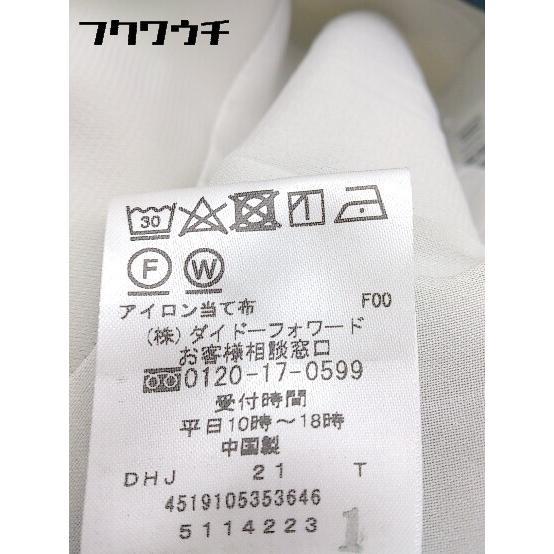 フクワウチ
30
F W
アイロン当て布 F00
(株)ダイドーフォワード
お客様相談窓口
0120-17-0599
受付時間
平日10時～18時
中国製
DHJ 21 T
4519105353646
5114223
1